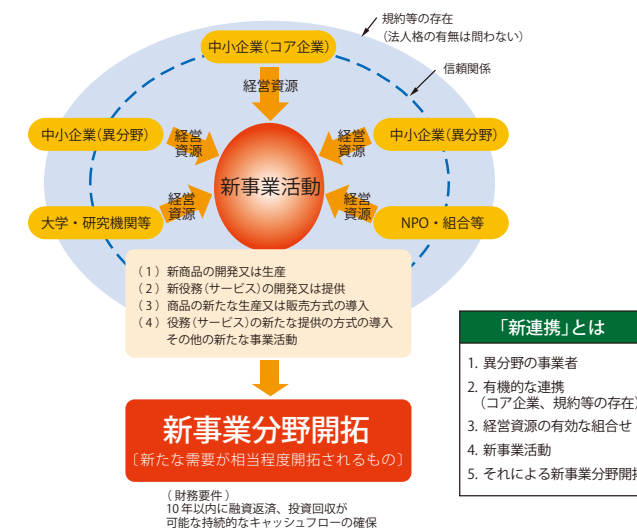 規約等の存在
(法人格の有無は問わない)
中小企業(コア企業)
信頼関係
経営資源
中小企業(異分野)
経営
資源
経営
資源
中小企業(異分野)
新事業活動
大学・研究機関等
経営
資源
経営
資源
NPO・組合等
(1)新商品の開発又は生産
(2)新役務(サービス)の開発又は提供
(3)商品の新たな生産又は販売方式の導入
(4)役務(サービス)の新たな提供の方式の導入
その他の新たな事業活動
新事業分野開拓
〔新たな需要が相当程度開拓されるもの〕
(財務要件)
10年以内に融資返済、投資回収が
可能な持続的なキャッシュフローの確保
「新連携」とは
1. 異分野の事業者
2. 有機的な連携
(コア企業、規約等の存在)
3. 経営資源の有効な組合せ
4. 新事業活動
5. それによる新事業分野開拓